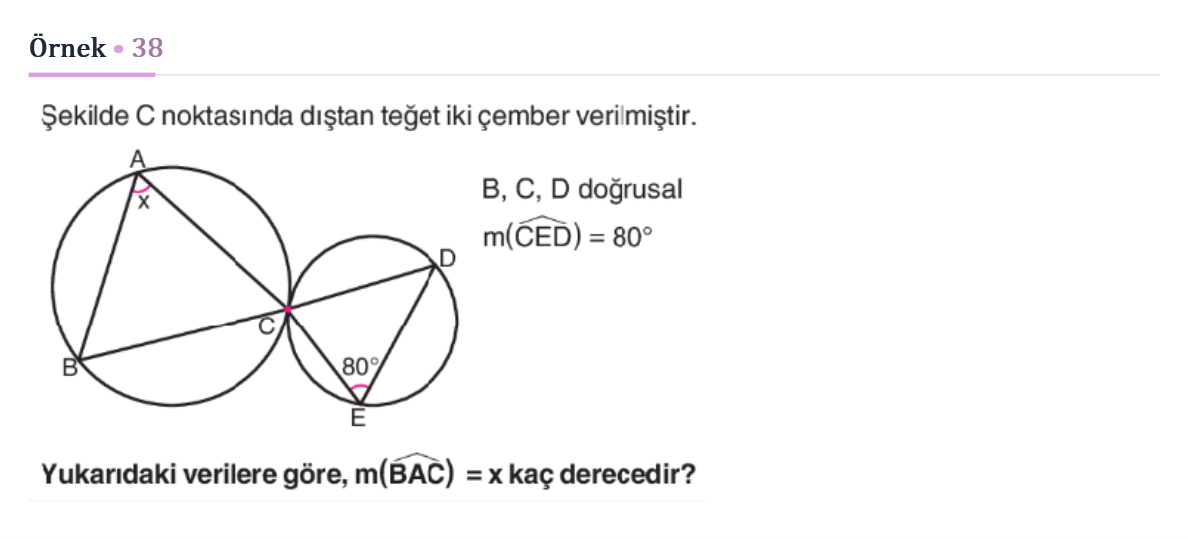 Örnek • 38
Şekilde C noktasında dıştan teğet iki çember verilmiştir.
A
x
B, C, D doğrusal
m(CED) = 80°
D
C
B
80°
E
Yukarıdaki verilere göre, m(BAC) = x kaç derecedir?